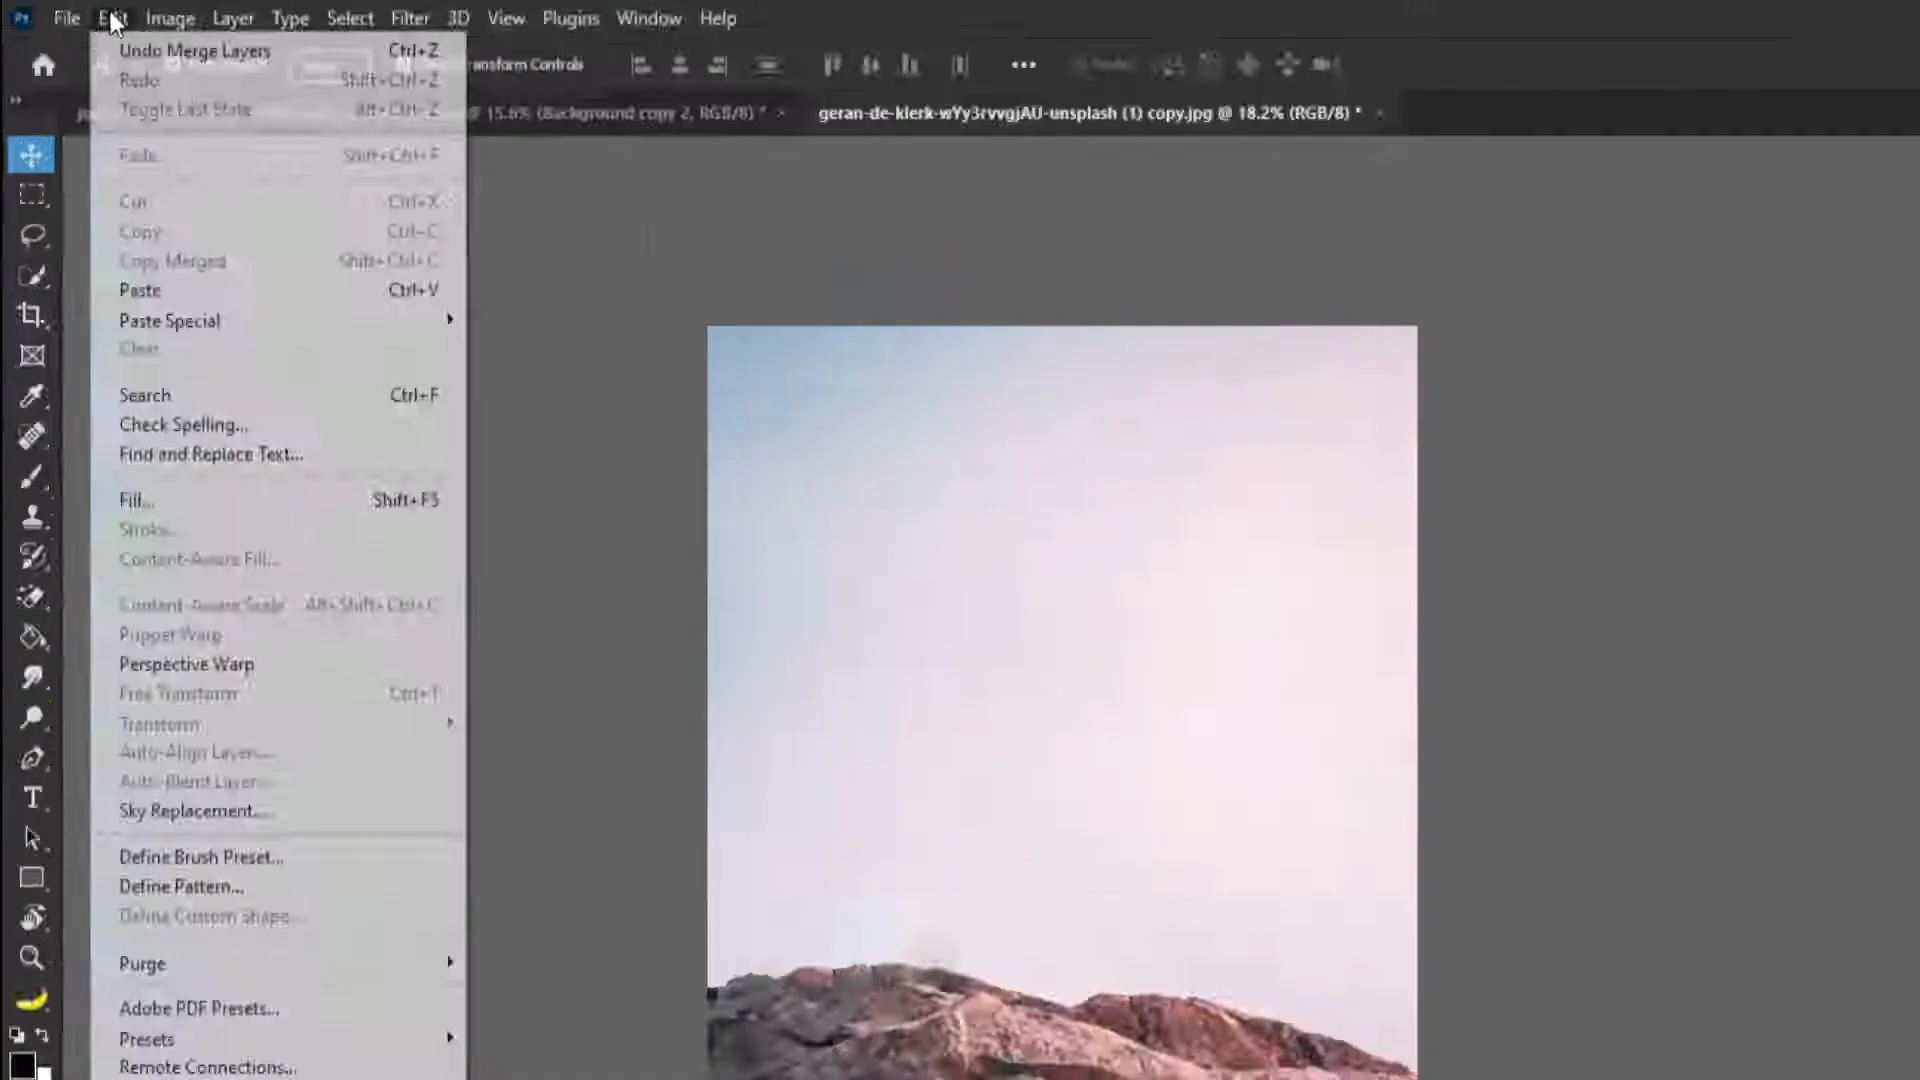 Ps File Edit Image Layer Type Select Filter 3D View Plugins Window Help
Transform Controls
@ 15.6% (Background copy 2, RGB/8) * ×
geran-de-klerk-wYy3rvvgjAU-unsplash (1) copy.jpg @ 18.2% (RGB/8) * ×
Undo Merge Layers Ctrl+Z
Redo Shift+Ctrl+Z
Toggle Last State Alt+Ctrl+Z
Fade... Shift+Ctrl+F
Cut Ctrl+X
Copy Ctrl+C
Copy Merged Shift+Ctrl+C
Paste Ctrl+V
Paste Special
Clear
Search Ctrl+F
Check Spelling...
Find and Replace Text...
Fill... Shift+F5
Stroke...
Content-Aware Fill...
Content-Aware Scale Alt+Shift+Ctrl+C
Puppet Warp
Perspective Warp
Free Transform Ctrl+T
Transform
Auto-Align Layers...
Auto-Blend Layers...
Sky Replacement...
Define Brush Preset...
Define Pattern...
Define Custom Shape...
Purge
Adobe PDF Presets...
Presets
Remote Connections...